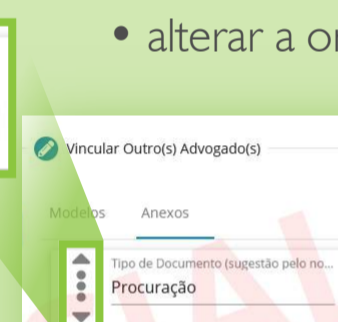 • alterar a or
Vincular Outro(s) Advogado(s)
Modelos Anexos
Tipo de Documento (sugestão pelo no...
Procuração